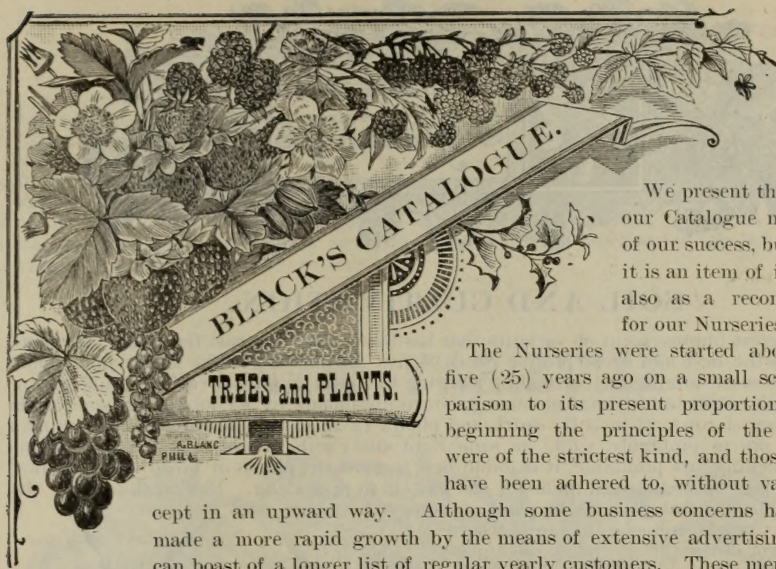 BLACK'S CATALOGUE.
TREES and PLANTS.
A. BLANC
PHILA
We present th
our Catalogue
of our success, b
it is an item of
also as a recor
for our Nurseries
The Nurseries were started abo
five (25) years ago on a small sc
parison to its present proportion
beginning the principles of the
were of the strictest kind, and thos
have been adhered to, without va
cept in an upward way. Although some business concerns h
made a more rapid growth by the means of extensive advertisin
can boast of a longer list of regular yearly customers. These me